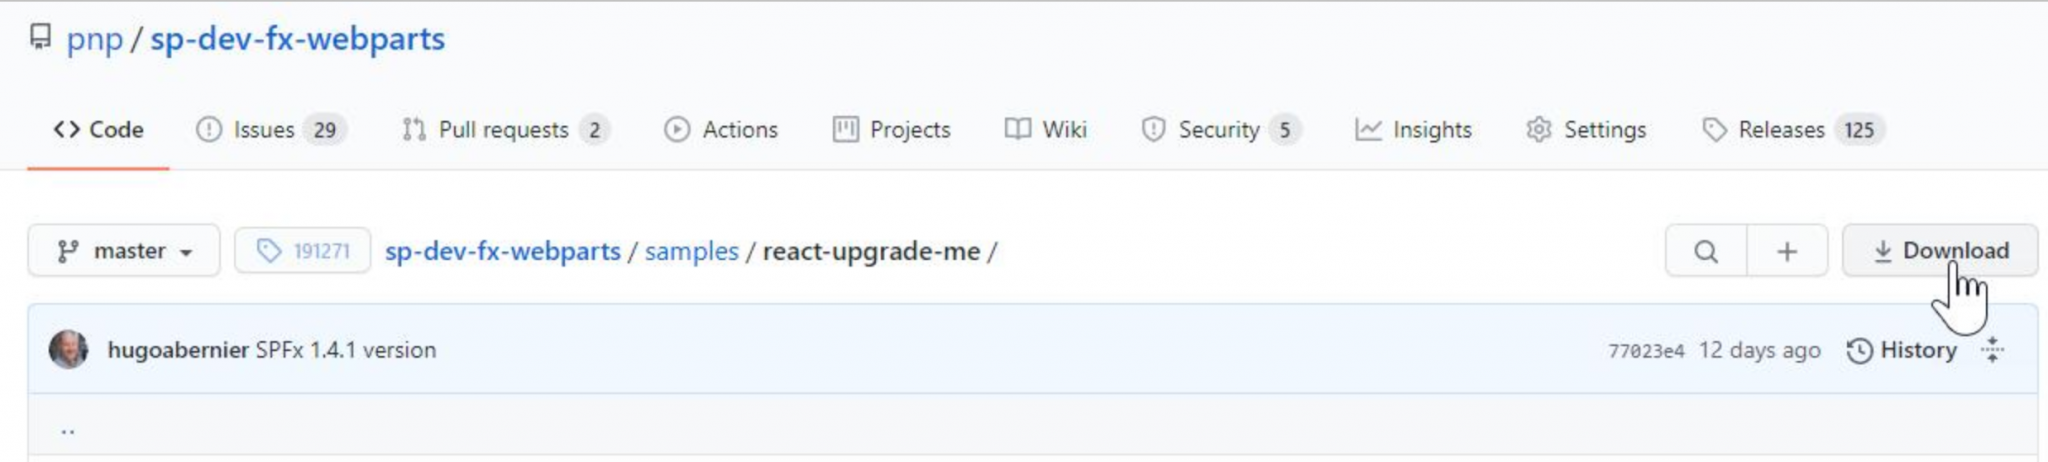 pnp / sp-dev-fx-webparts
Code Issues 29 Pull requests 2 Actions Projects Wiki Security 5 Insights Settings Releases 125
master 191271 sp-dev-fx-webparts / samples / react-upgrade-me / + Download
hugoabernier SPFx 1.4.1 version 77023e4 12 days ago History
..